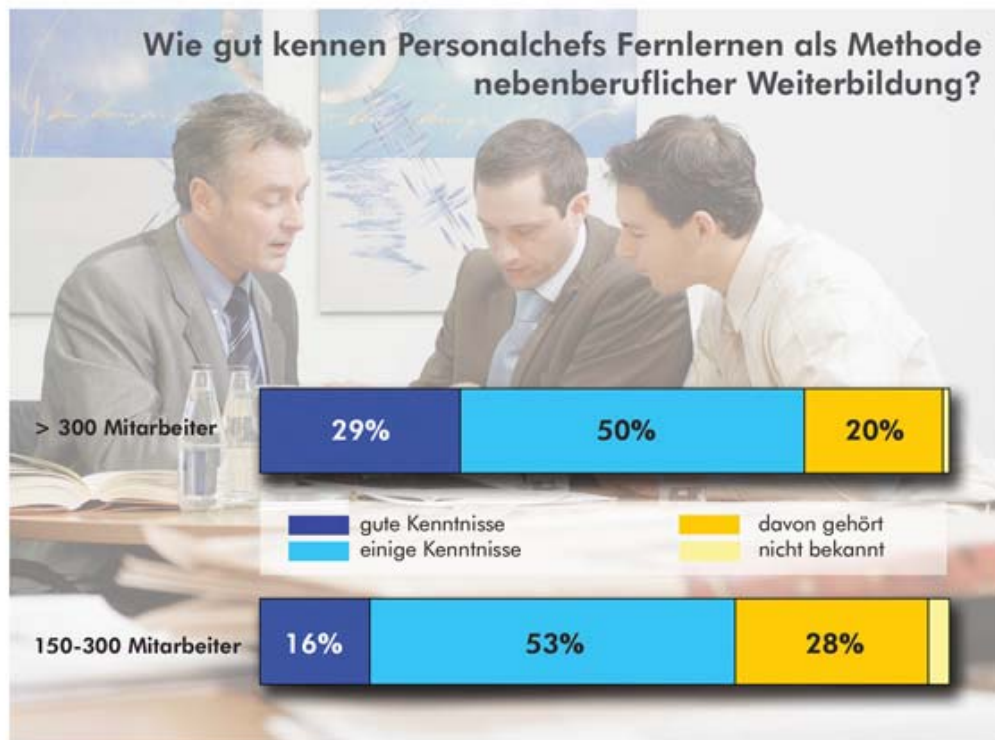 Wie gut kennen Personalchefs Fernlernen als Methode
nebenberuflicher Weiterbildung?
> 300 Mitarbeiter 29% 50% 20%
gute Kenntnisse davon gehört
einige Kenntnisse nicht bekannt
150-300 Mitarbeiter 16% 53% 28%